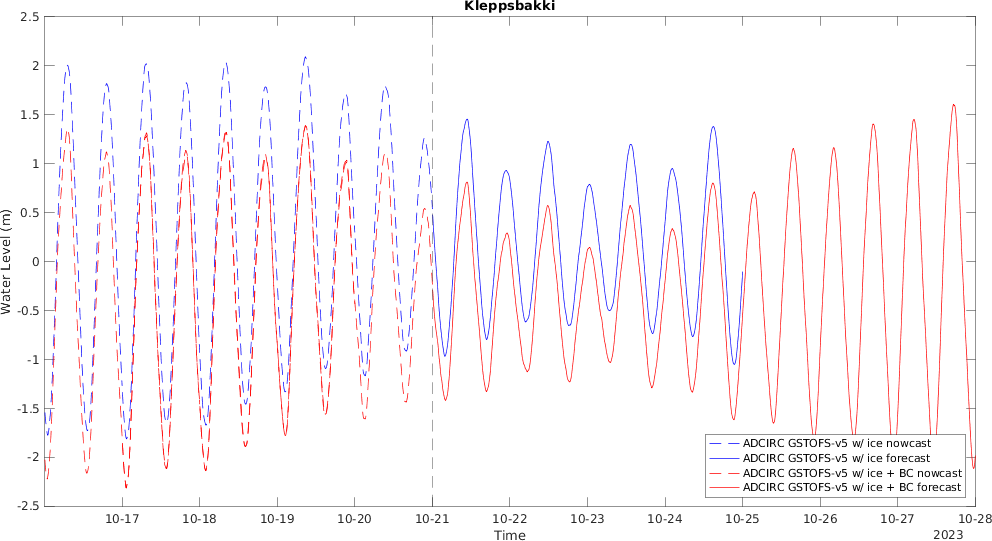 Kleppsbakki
2.5
2
1.5
1
0.5
0
-0.5
-1
-1.5
-2
-2.5
Water Level (m)
10-17 10-18 10-19 10-20 10-21 10-22 10-23 10-24 10-25 10-26 10-27 10-28
Time
2023
ADCIRC GSTOFS-v5 w/ ice nowcast
ADCIRC GSTOFS-v5 w/ ice forecast
ADCIRC GSTOFS-v5 w/ ice + BC nowcast
ADCIRC GSTOFS-v5 w/ ice + BC forecast